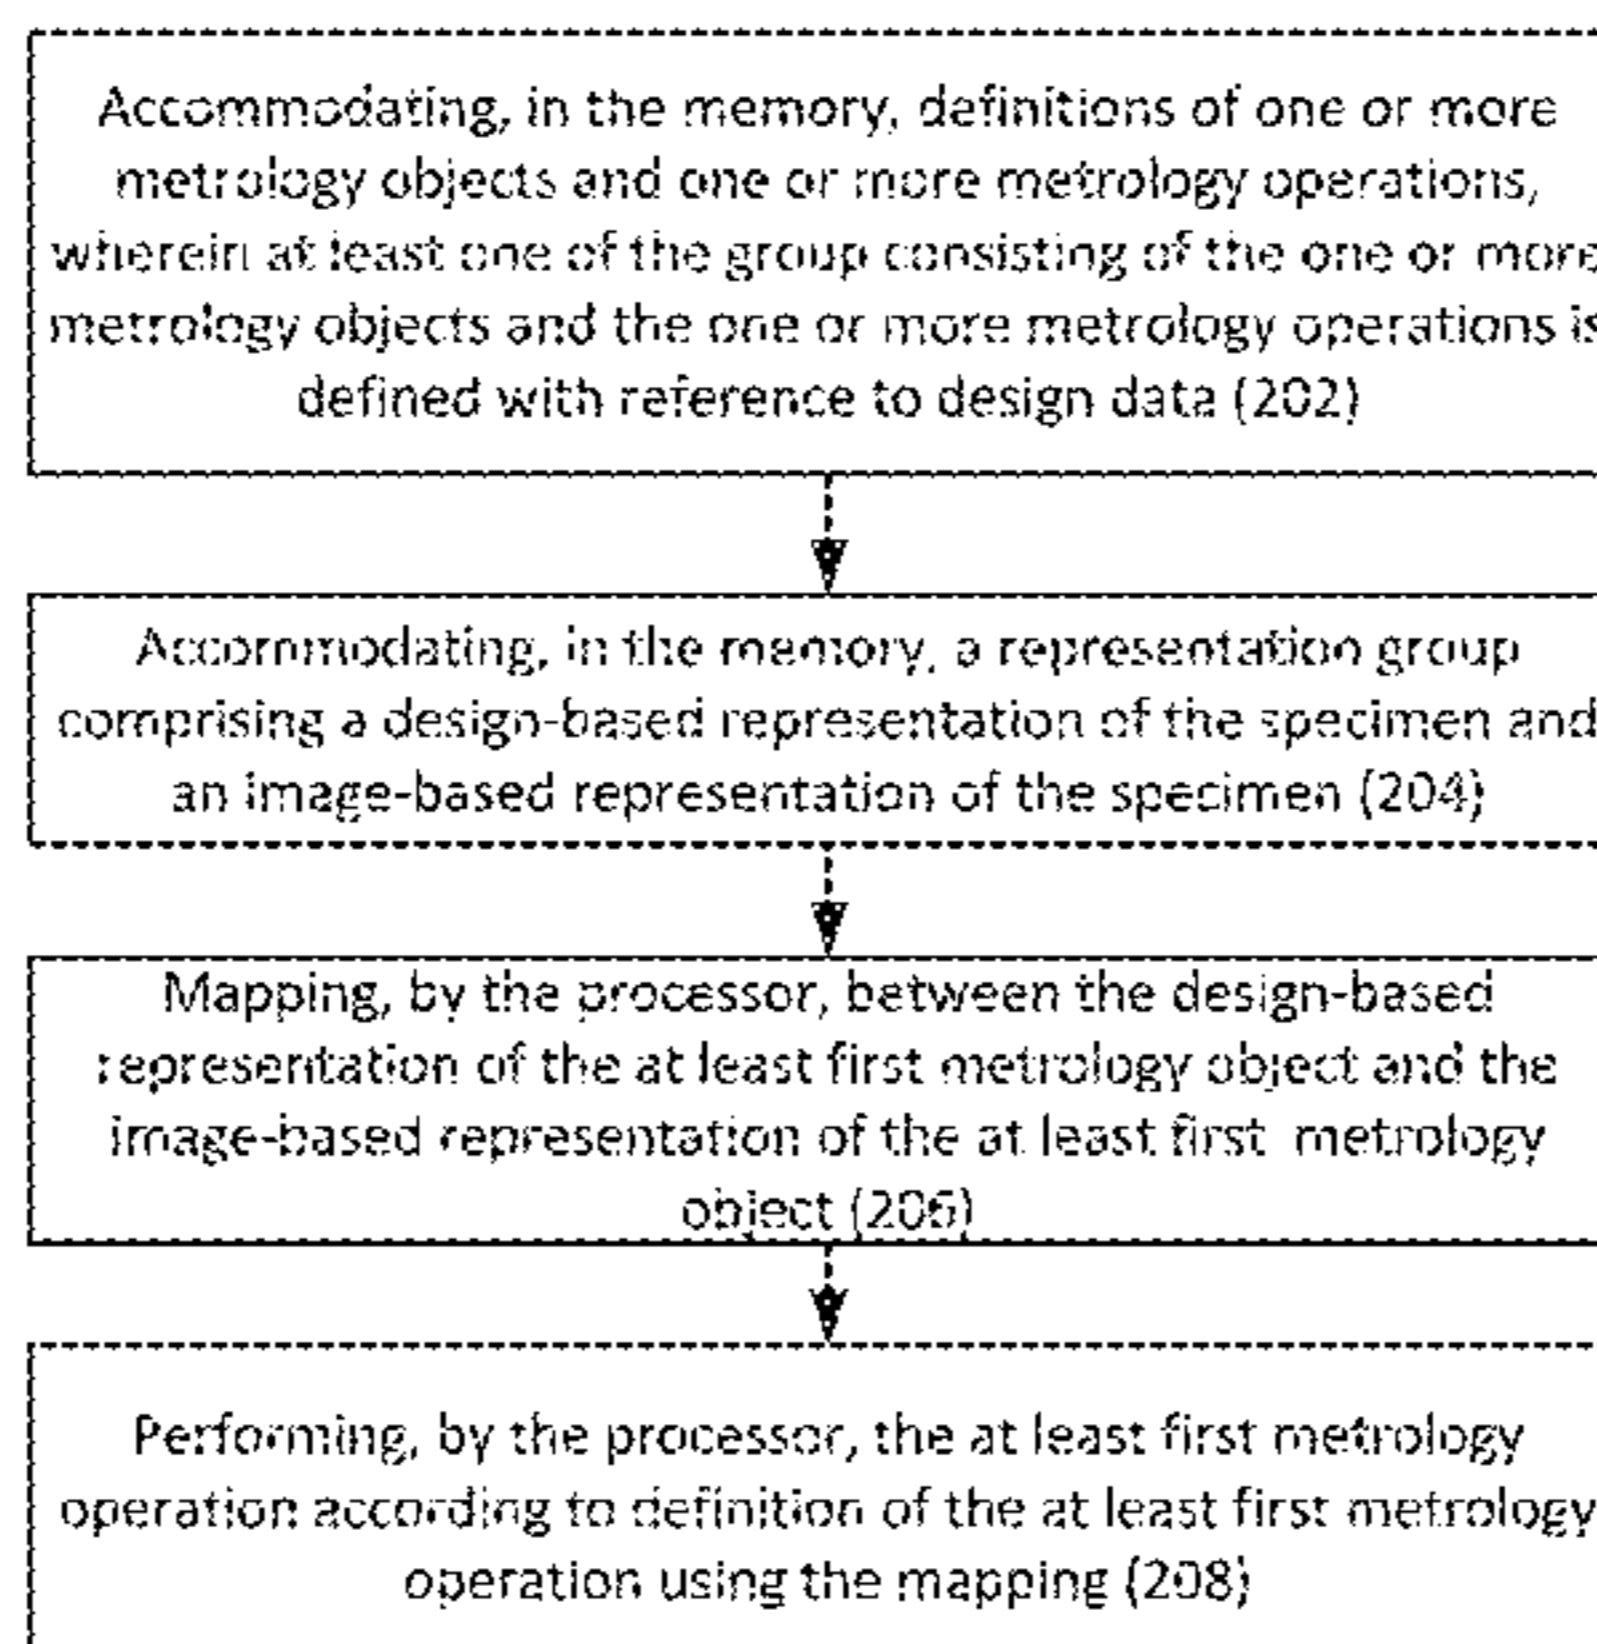 Accommodating, in the memory, definitions of one or more
metrology objects and one or more metrology operations,
wherein at least one of the group consisting of the one or more
metrology objects and the one or more metrology operations is
defined with reference to design data (202)
Accommodating, in the memory, a representation group
comprising a design-based representation of the specimen and
an image-based representation of the specimen (204)
Mapping, by the processor, between the design-based
representation of the at least first metrology object and the
image-based representation of the at least first metrology
object (206)
Performing, by the processor, the at least first metrology
operation according to definition of the at least first metrology
operation using the mapping (208)